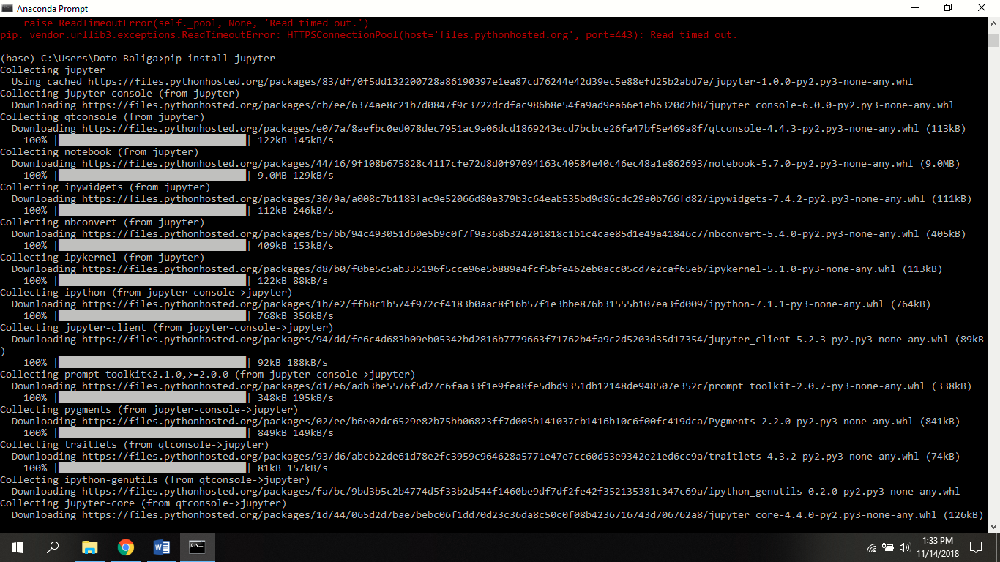 Anaconda Prompt
raise ReadTimeoutError(self._pool, None, 'Read timed out.')
pip._vendor.urllib3.exceptions.ReadTimeoutError: HTTPSConnectionPool(host='files.pythonhosted.org', port=443): Read timed out.
(base) C:\Users\Doto Baliga>pip install jupyter
Collecting jupyter
Using cached https://files.pythonhosted.org/packages/83/df/0f5dd132200728a86190397e1ea87cd76244e42d39ec5e88efd25b2abd7e/jupyter-1.0.0-py2.py3-none-any.whl
Collecting jupyter-console (from jupyter)
Downloading https://files.pythonhosted.org/packages/cb/ee/6374ae8c21b7d0847f9c3722dcdfac986b8e54fa9ad9ea66e1eb6320d2b8/jupyter_console-6.0.0-py2.py3-none-any.whl
Collecting qtconsole (from jupyter)
Downloading https://files.pythonhosted.org/packages/e0/7a/8aefbc0ed078dec7951ac9a06dcd1869243ecd7bcbce26fa47bf5e469a8f/qtconsole-4.4.3-py2.py3-none-any.whl (113kB)
100% || 122kB 145kB/s
Collecting notebook (from jupyter)
Downloading https://files.pythonhosted.org/packages/44/16/9f108b675828c4117cfe72d8d0f97094163c40584e40c46ec48a1e862693/notebook-5.7.0-py2.py3-none-any.whl (9.0MB)
100% || 9.0MB 129kB/s
Collecting ipywidgets (from jupyter)
Downloading https://files.pythonhosted.org/packages/30/9a/a008c7b1183fac9e52066d80a379b3c64eab535bd9d86cdc29a0b766fd82/ipywidgets-7.4.2-py2.py3-none-any.whl (111kB)
100% || 112kB 246kB/s
Collecting nbconvert (from jupyter)
Downloading https://files.pythonhosted.org/packages/b5/bb/94c493051d60e5b9c0f7f9a368b324201818c1b1c4cae85d1e49a41846c7/nbconvert-5.4.0-py2.py3-none-any.whl (405kB)
100% || 409kB 153kB/s
Collecting ipykernel (from jupyter)
Downloading https://files.pythonhosted.org/packages/d8/b0/f0be5c5ab335196f5cce96e5b889a4fcf5bfe462eb0acc05cd7e2caf65eb/ipykernel-5.1.0-py3-none-any.whl (113kB)
100% || 122kB 88kB/s
Collecting ipython (from jupyter-console->jupyter)
Downloading https://files.pythonhosted.org/packages/1b/e2/ffb8c1b574f972cf4183b0aac8f16b57f1e3bbe876b31555b107ea3fd009/ipython-7.1.1-py3-none-any.whl (764kB)
100% || 768kB 356kB/s
Collecting jupyter-client (from jupyter-console->jupyter)
Downloading https://files.pythonhosted.org/packages/94/dd/fe6c4d683b09eb05342bd2816b7779663f71762b4fa9c2d5203d35d17354/jupyter_client-5.2.3-py2.py3-none-any.whl (89kB
)
100% || 92kB 188kB/s
Collecting prompt-toolkit<2.1.0,>=2.0.0 (from jupyter-console->jupyter)
Downloading https://files.pythonhosted.org/packages/d1/e6/adb3be5576f5d27c6faa33f1e9fea8fe5dbd9351db12148de948507e352c/prompt_toolkit-2.0.7-py3-none-any.whl (338kB)
100% || 348kB 195kB/s
Collecting pygments (from jupyter-console->jupyter)
Downloading https://files.pythonhosted.org/packages/02/ee/b6e02dc6529e82b75bb06823ff7d005b141037cb1416b10c6f00fc419dca/Pygments-2.2.0-py2.py3-none-any.whl (841kB)
100% || 849kB 149kB/s
Collecting traitlets (from qtconsole->jupyter)
Downloading https://files.pythonhosted.org/packages/93/d6/abcb22de61d78e2fc3959c964628a5771e47e7cc60d53e9342e21ed6cc9a/traitlets-4.3.2-py2.py3-none-any.whl (74kB)
100% || 81kB 157kB/s
Collecting ipython-genutils (from qtconsole->jupyter)
Downloading https://files.pythonhosted.org/packages/fa/bc/9bd3b5c2b4774d5f33b2d544f1460be9df7df2fe42f352135381c347c69a/ipython_genutils-0.2.0-py2.py3-none-any.whl
Collecting jupyter-core (from qtconsole->jupyter)
Downloading https://files.pythonhosted.org/packages/1d/44/065d2d7bae7bebc06f1dd70d23c36da8c50c0f08b4236716743d706762a8/jupyter_core-4.4.0-py2.py3-none-any.whl (126kB)
1:33 PM
11/14/2018